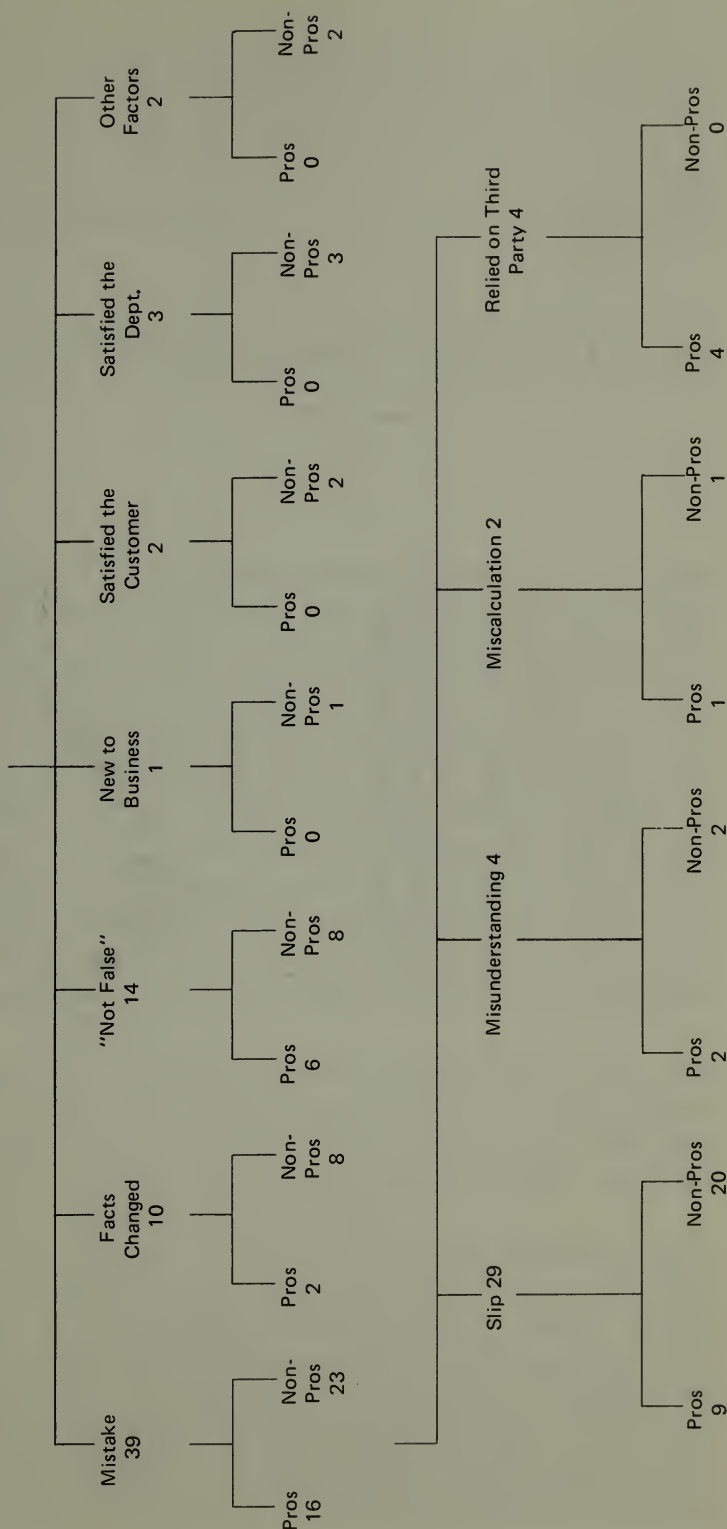 Mistake
39
Pros
16
Non-
Pros
23
Facts
Changed
10
Pros
2
Non-
Pros
8
"Not False"
14
Pros
6
Non-
Pros
8
New to
Business
1
Pros
0
Non-
Pros
1
Satisfied the
Customer
2
Pros
0
Non-
Pros
2
Satisfied the
Dept.
3
Pros
0
Non-
Pros
3
Other
Factors
2
Pros
0
Non-
Pros
2
Slip 29
Pros
9
Non-Pros
20
Misunderstanding 4
Pros
2
Non-Pros
2
Miscalculation 2
Pros
1
Non-Pros
1
Relied on Third
Party 4
Pros
4
Non-Pros
0